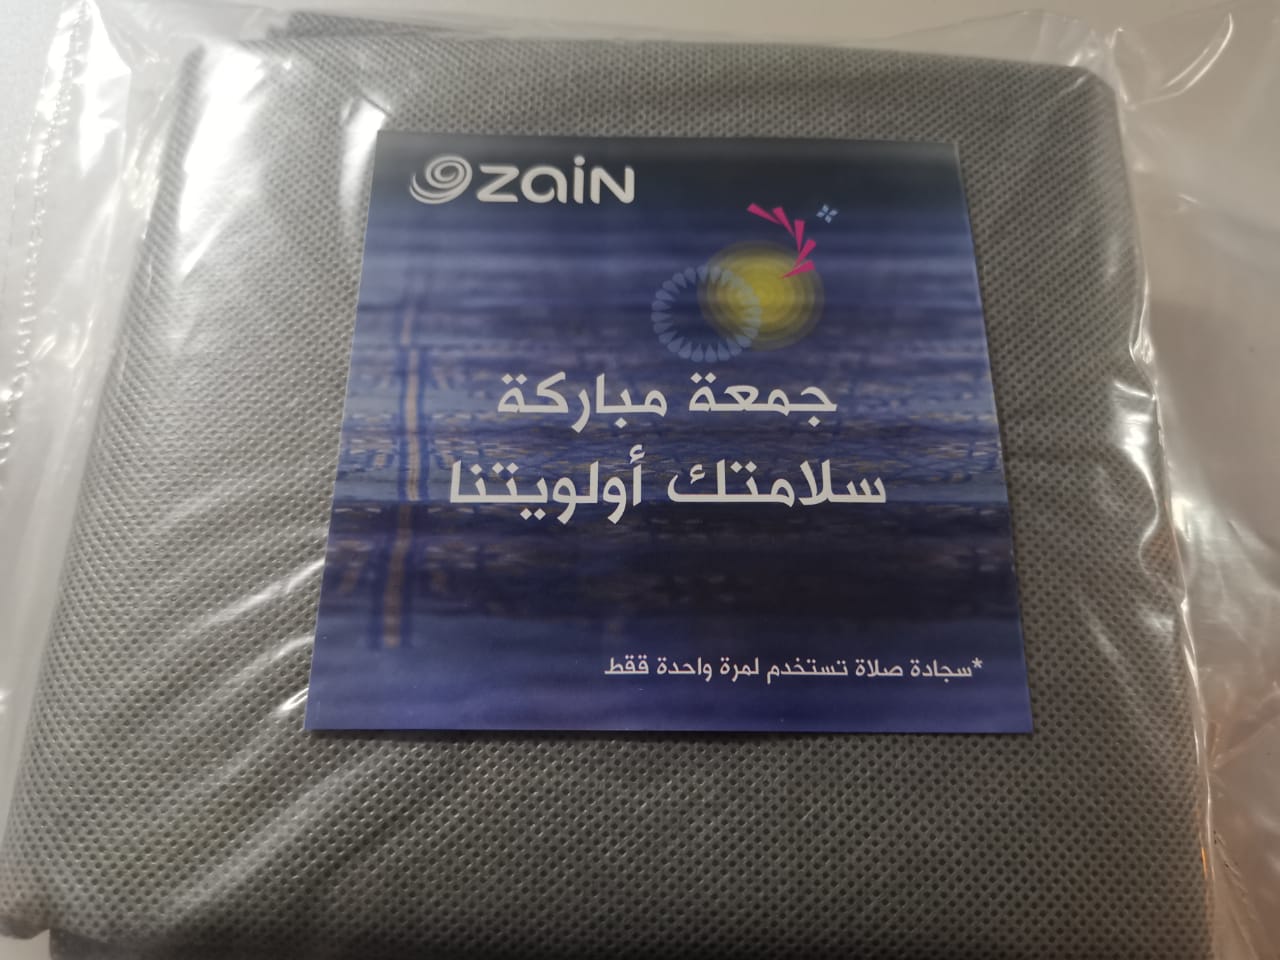 zain
جمعة مباركة
سلامتك أولويتنا
*سجادة صلاة تستخدم لمرة واحدة فقط